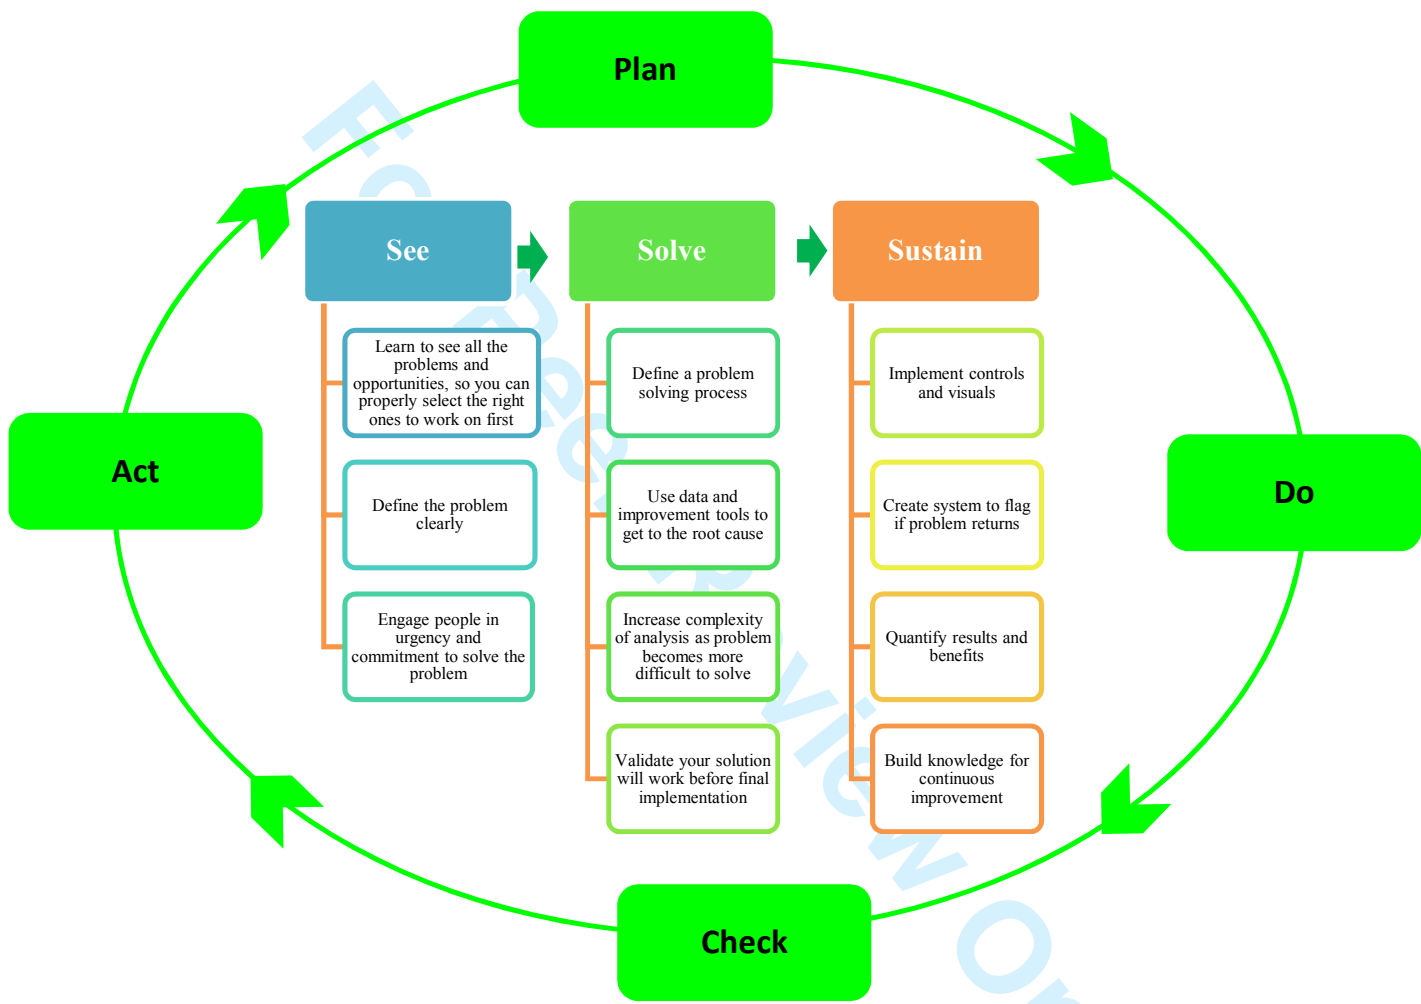 Plan
See
Solve
Sustain
Learn to see all the
problems and
opportunities, so you can
properly select the right
ones to work on first
Define the problem
clearly
Engage people in
urgency and
commitment to solve the
problem
Define a problem
solving process
Use data and
improvement tools to
get to the root cause
Increase complexity
of analysis as problem
becomes more
difficult to solve
Validate your solution
will work before final
implementation
Implement controls
and visuals
Create system to flag
if problem returns
Quantify results and
benefits
Build knowledge for
continuous
improvement
Act
Do
Check